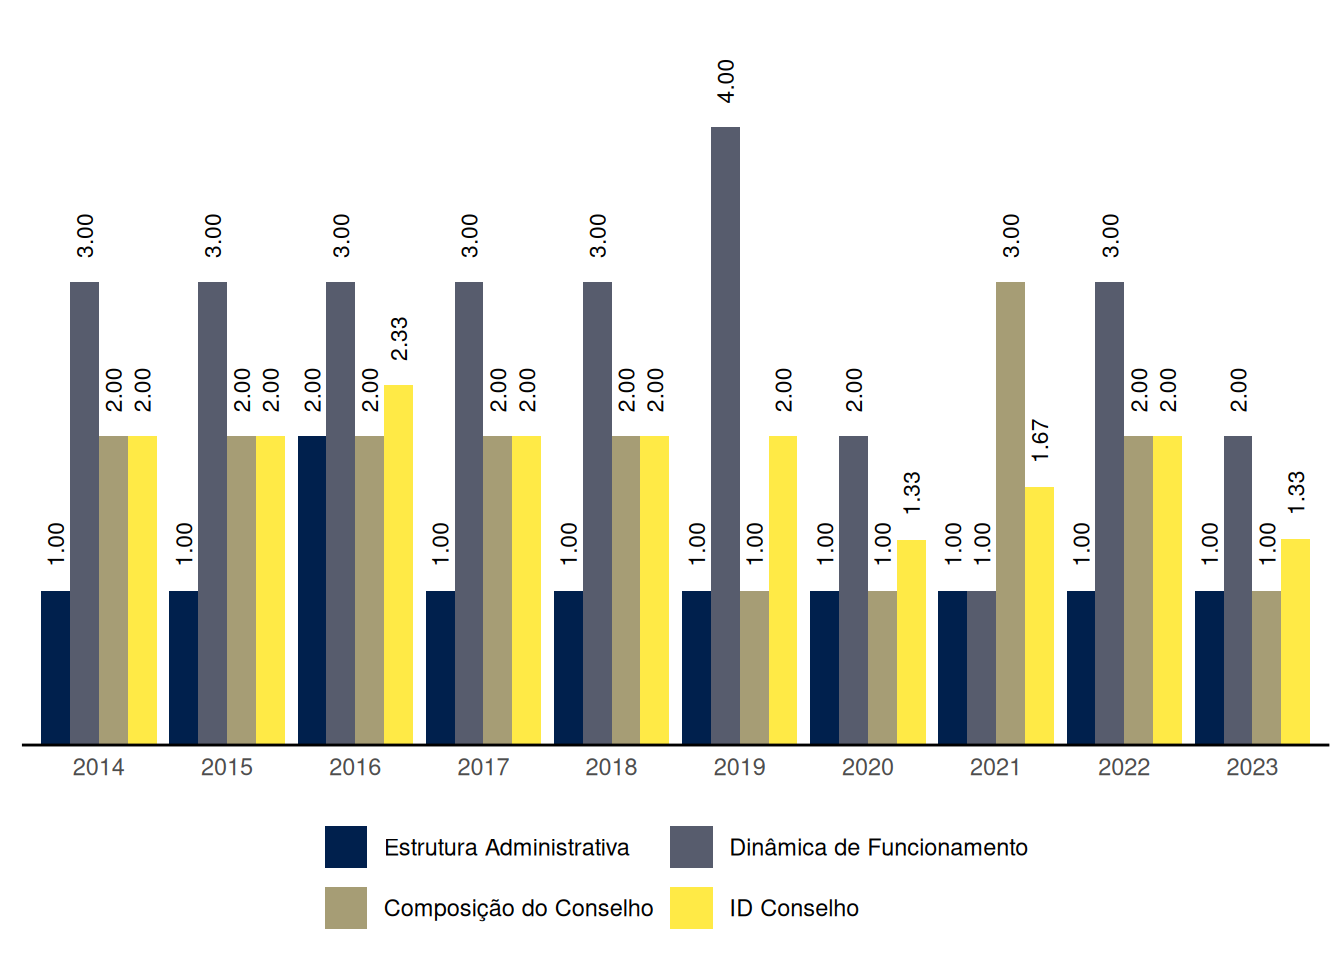 4.00
3.00 3.00 3.00 3.00 3.00 3.00 3.00
2.33
2.00 2.00 2.00 2.00 2.00 2.00 2.00 2.00 2.00 2.00 2.00 2.00 2.00 2.00 2.00
1.67
1.33 1.33
1.00 1.00 1.00 1.00 1.00 1.00 1.00 1.00 1.00 1.00 1.00 1.00 1.00
2014 2015 2016 2017 2018 2019 2020 2021 2022 2023
Estrutura Administrativa Dinâmica de Funcionamento
Composição do Conselho ID Conselho